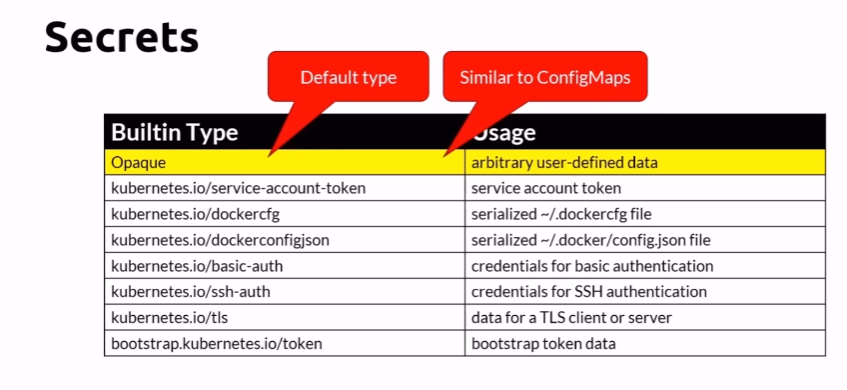 Secrets
Default type
Similar to ConfigMaps
Builtin Type Usage
Opaque arbitrary user-defined data
kubernetes.io/service-account-token service account token
kubernetes.io/dockercfg serialized ~/.dockercfg file
kubernetes.io/dockerconfigjson serialized ~/.docker/config.json file
kubernetes.io/basic-auth credentials for basic authentication
kubernetes.io/ssh-auth credentials for SSH authentication
kubernetes.io/tls data for a TLS client or server
bootstrap.kubernetes.io/token bootstrap token data